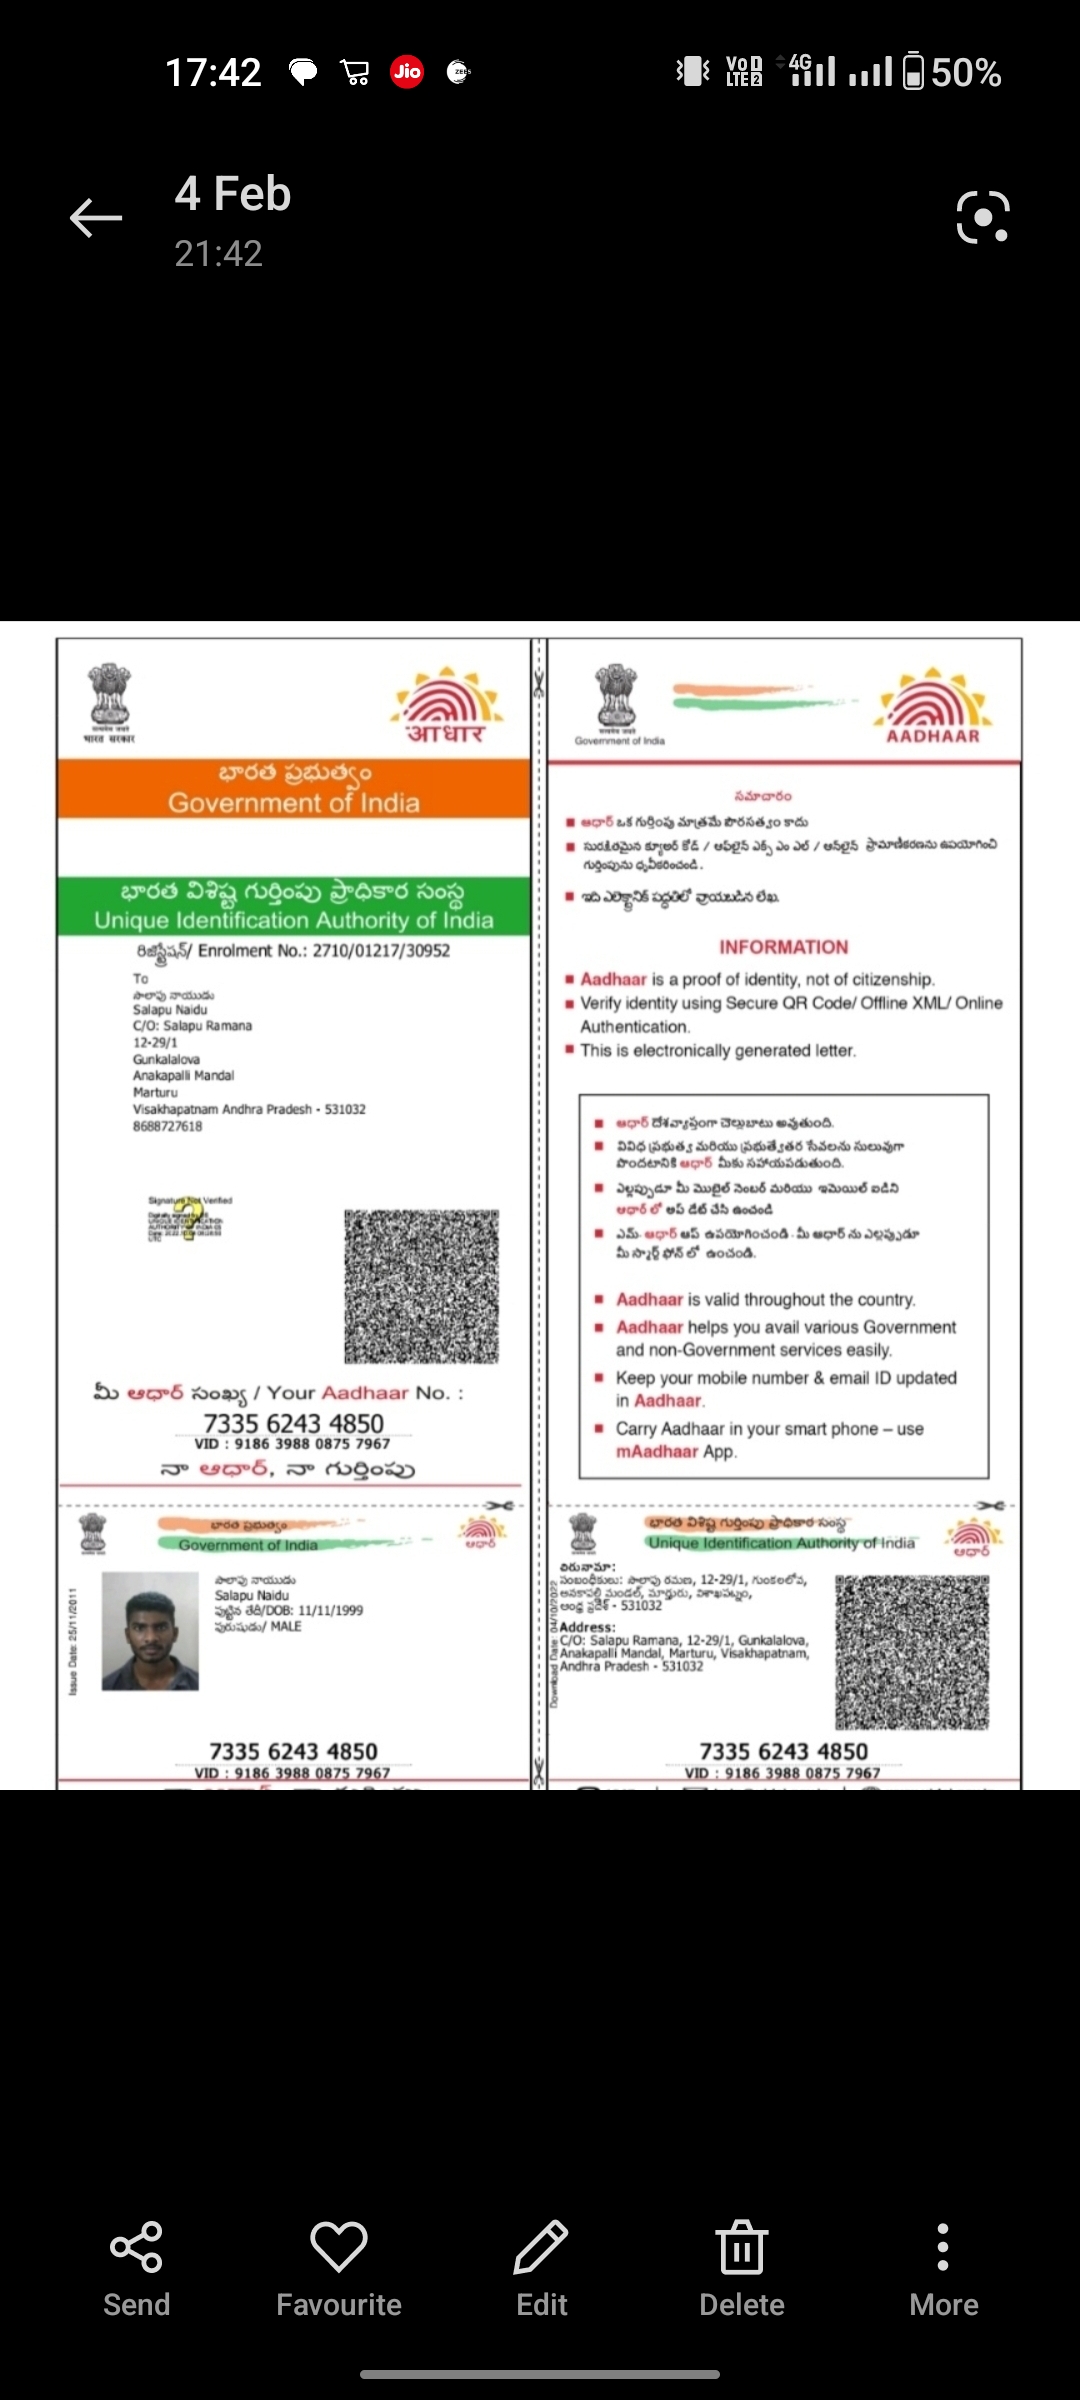 17:42
Jio
VoD LTE2
4G
50%
4 Feb
21:42
भारत सरकार
आधार
భారత ప్రభుత్వం
Government of India
భారత విశిష్ట గుర్తింపు ప్రాధికార సంస్థ
Unique Identification Authority of India
రిజిస్ట్రేషన్/ Enrolment No.: 2710/01217/30952
To
సాలాపు నాయుడు
Salapu Naidu
C/O: Salapu Ramana
12-29/1
Gunkalalova
Anakapalli Mandal
Marturu
Visakhapatnam Andhra Pradesh - 531032
8688727618
Signature Not Verified
మీ ఆధార్ సంఖ్య / Your Aadhaar No. :
7335 6243 4850
VID : 9186 3988 0875 7967
నా ఆధార్, నా గుర్తింపు
Government of India
AADHAAR
సమాచారం
ఆధార్ ఒక గుర్తింపు మాత్రమే పౌరసత్వం కాదు
సురక్షితమైన క్యూఆర్ కోడ్ / ఆఫ్‌లైన్ ఎక్స్ ఎం ఎల్ / ఆన్‌లైన్ ప్రామాణీకరణను ఉపయోగించి
గుర్తింపును ధృవీకరించండి.
ఇది ఎలక్ట్రానిక్ పద్ధతిలో వ్రాయబడిన లేఖ.
INFORMATION
Aadhaar is a proof of identity, not of citizenship.
Verify identity using Secure QR Code/ Offline XML/ Online
Authentication.
This is electronically generated letter.
ఆధార్ దేశవ్యాప్తంగా చెల్లుబాటు అవుతుంది.
వివిధ ప్రభుత్వ మరియు ప్రభుత్వేతర సేవలను సులువుగా
పొందటానికి ఆధార్ మీకు సహాయపడుతుంది.
ఎల్లప్పుడూ మీ మొబైల్ నెంబర్ మరియు ఇమెయిల్ ఐడిని
ఆధార్ లో అప్ డేట్ చేసి ఉంచండి
ఎమ్-ఆధార్ ఆప్ ఉపయోగించండి - మీ ఆధార్ ను ఎల్లప్పుడూ
మీ స్మార్ట్ ఫోన్ లో ఉంచండి.
Aadhaar is valid throughout the country.
Aadhaar helps you avail various Government
and non-Government services easily.
Keep your mobile number & email ID updated
in Aadhaar.
Carry Aadhaar in your smart phone – use
mAadhaar App.
భారత ప్రభుత్వం
Government of India
ఆధార్
Issue Date: 25/11/2011
సాలాపు నాయుడు
Salapu Naidu
పుట్టిన తేదీ/DOB: 11/11/1999
పురుషుడు/ MALE
7335 6243 4850
VID : 9186 3988 0875 7967
భారత విశిష్ట గుర్తింపు ప్రాధికార సంస్థ
Unique Identification Authority of India
ఆధార్
Download Date: 04/10/2022
చిరునామా:
సంబంధీకులు: సాలాపు రమణ, 12-29/1, గుంకలలోవ,
అనకాపల్లి మండల్, మార్టురు, విశాఖపట్నం,
ఆంధ్ర ప్రదేశ్ - 531032
Address:
C/O: Salapu Ramana, 12-29/1, Gunkalalova,
Anakapalli Mandal, Marturu, Visakhapatnam,
Andhra Pradesh - 531032
7335 6243 4850
VID : 9186 3988 0875 7967
Send
Favourite
Edit
Delete
More